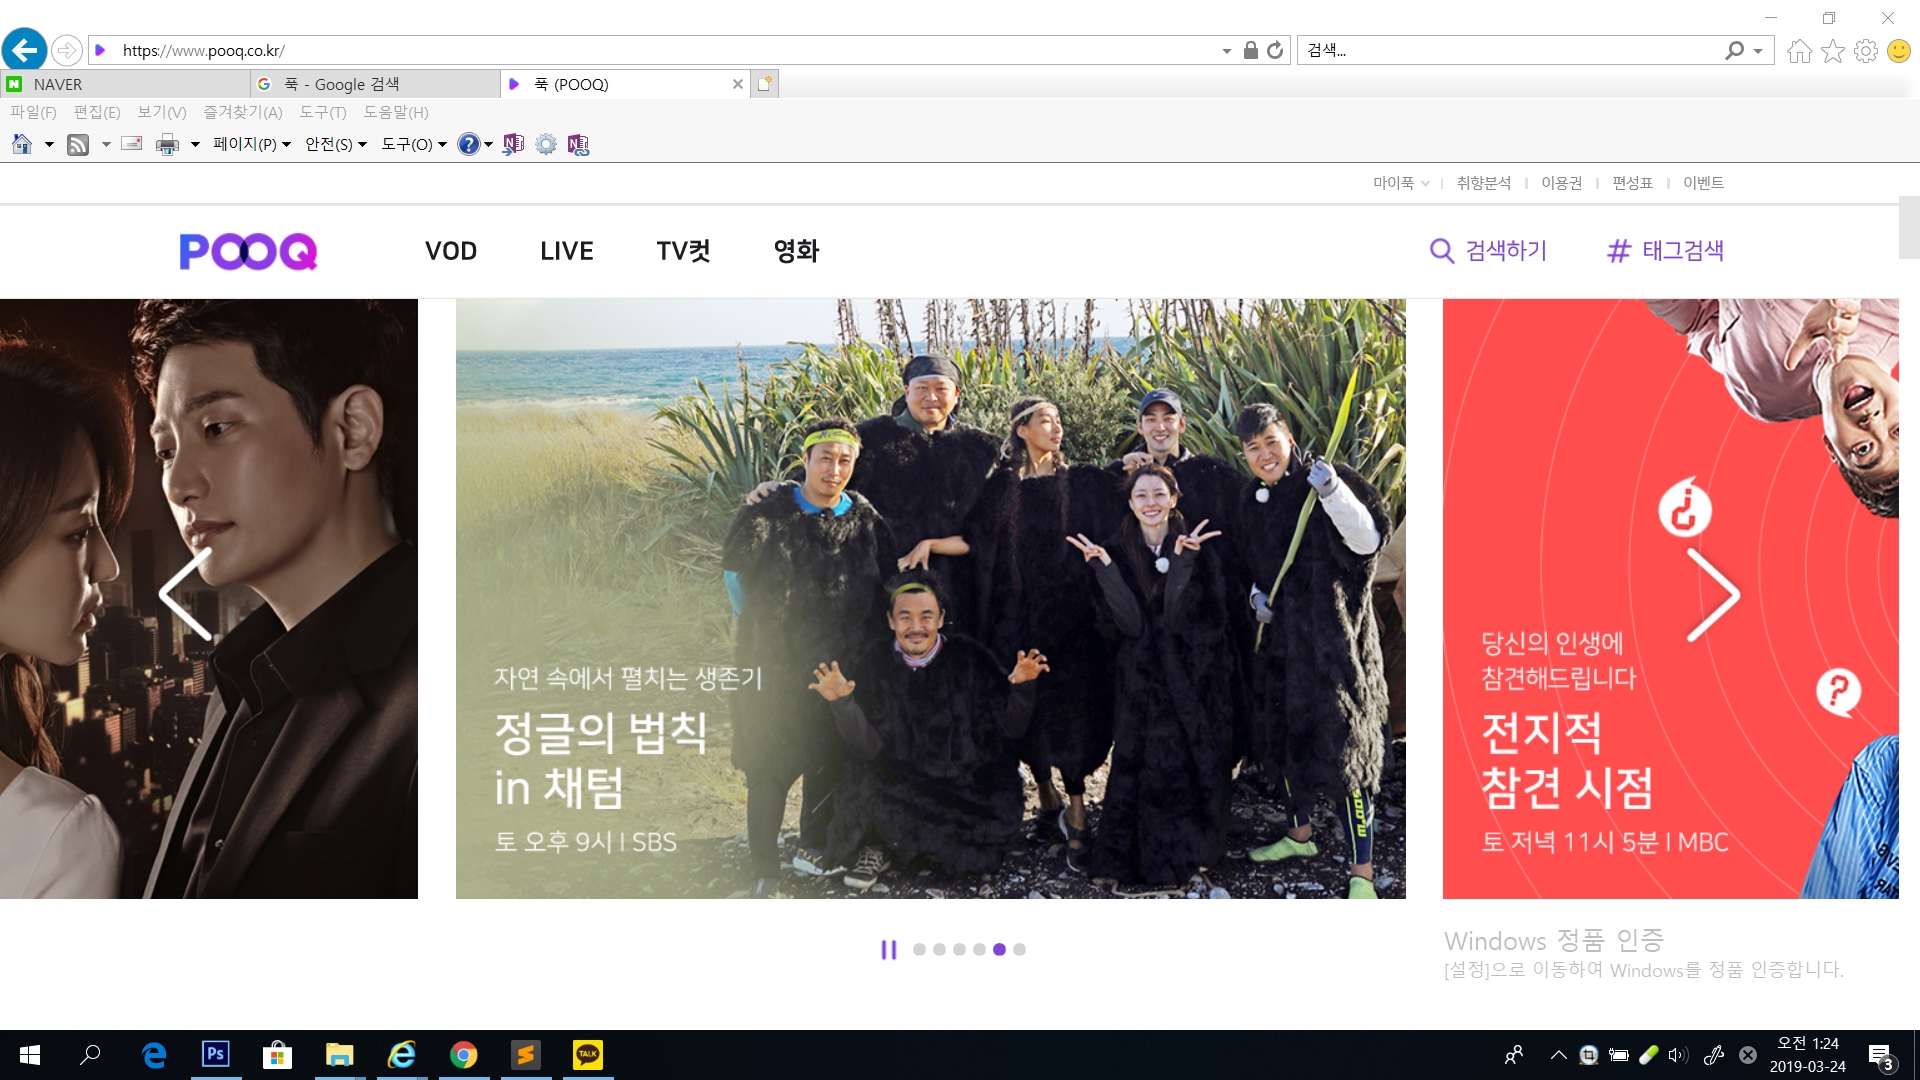 https://www.pooq.co.kr/
검색...
NAVER
푹 - Google 검색
푹 (POOQ)
파일(F) 편집(E) 보기(V) 즐겨찾기(A) 도구(T) 도움말(H)
페이지(P) 안전(S) 도구(O)
마이푹 취향분석 이용권 편성표 이벤트
POOQ VOD LIVE TV컷 영화 검색하기 # 태그검색
자연 속에서 펼치는 생존기
정글의 법칙
in 채텀
토 오후 9시 l SBS
당신의 인생에
참견해드립니다
전지적
참견 시점
토 저녁 11시 5분 l MBC
Windows 정품 인증
[설정]으로 이동하여 Windows를 정품 인증합니다.
Ps
TALK
오전 1:24
2019-03-24
3